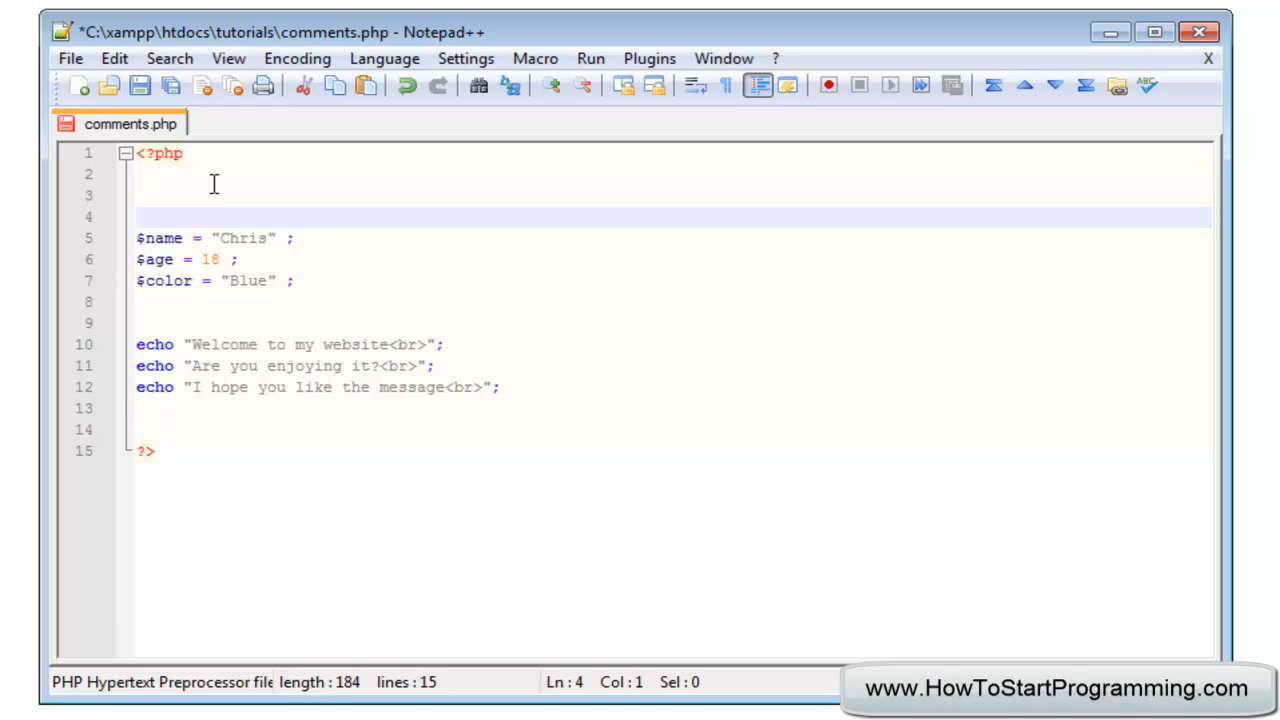 *C:\xampp\htdocs\tutorials\comments.php - Notepad++
File Edit Search View Encoding Language Settings Macro Run Plugins Window ? X
comments.php
1 <?php
2
3
4
5 $name = "Chris" ;
6 $age = 18 ;
7 $color = "Blue" ;
8
9
10 echo "Welcome to my website<br>";
11 echo "Are you enjoying it?<br>";
12 echo "I hope you like the message<br>";
13
14
15 ?>
PHP Hypertext Preprocessor file length : 184 lines : 15 Ln : 4 Col : 1 Sel : 0
www.HowToStartProgramming.com